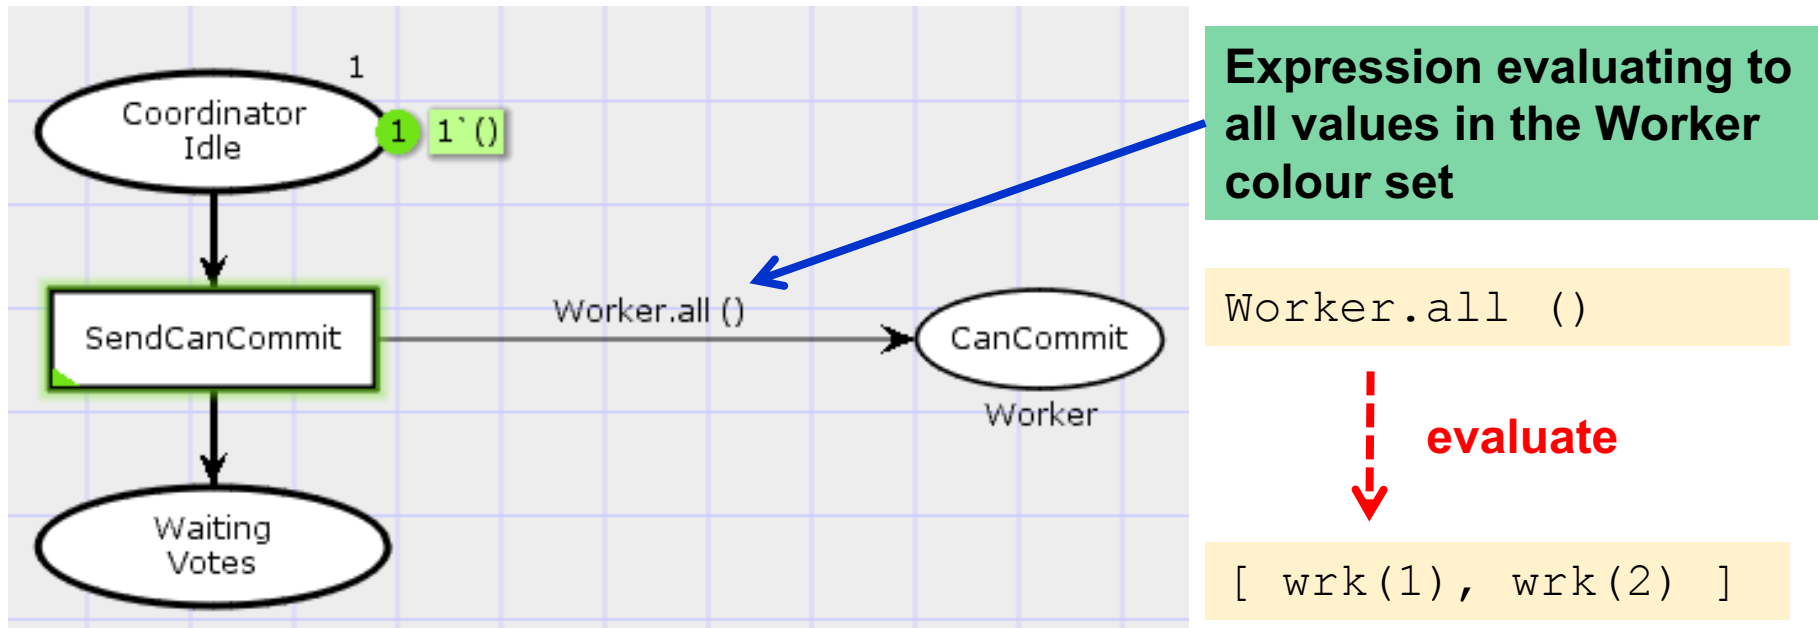 1
Coordinator
Idle
1
1`()
SendCanCommit
Worker.all ()
CanCommit
Worker
Waiting
Votes
Expression evaluating to
all values in the Worker
colour set
Worker.all ()
evaluate
[ wrk(1), wrk(2) ]